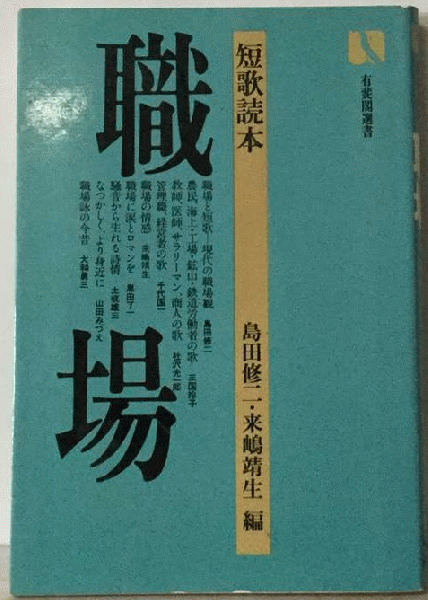 有斐閣選書
短歌読本
島田修二・来嶋靖生 編
職場
職場と短歌―現代の職場観 島田修二
農民、海上・工場・鉱山・鉄道労働者の歌 三国玲子
教師、医師、サラリーマン、商人の歌 杜沢光一郎
管理職、経営者の歌 千代国一
職場の情感 来嶋靖生
職場に涙とロマンを
騒音から生れる詩情
なつかしく、より身近に 山田みづえ
職場詠の今昔